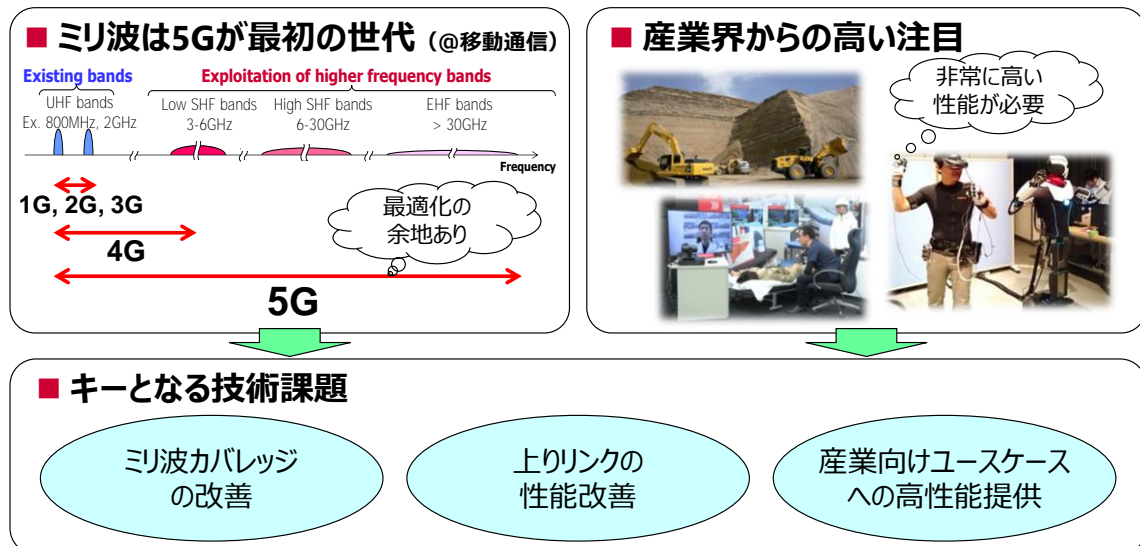 ■ ミリ波は5Gが最初の世代 (@移動通信)
Existing bands
Exploitation of higher frequency bands
UHF bands
Ex. 800MHz, 2GHz
Low SHF bands
3-6GHz
High SHF bands
6-30GHz
EHF bands
> 30GHz
Frequency
1G, 2G, 3G
4G
5G
最適化の
余地あり
■ 産業界からの高い注目
非常に高い
性能が必要
■ キーとなる技術課題
ミリ波カバレッジ
の改善
上りリンクの
性能改善
産業向けユースケース
への高性能提供